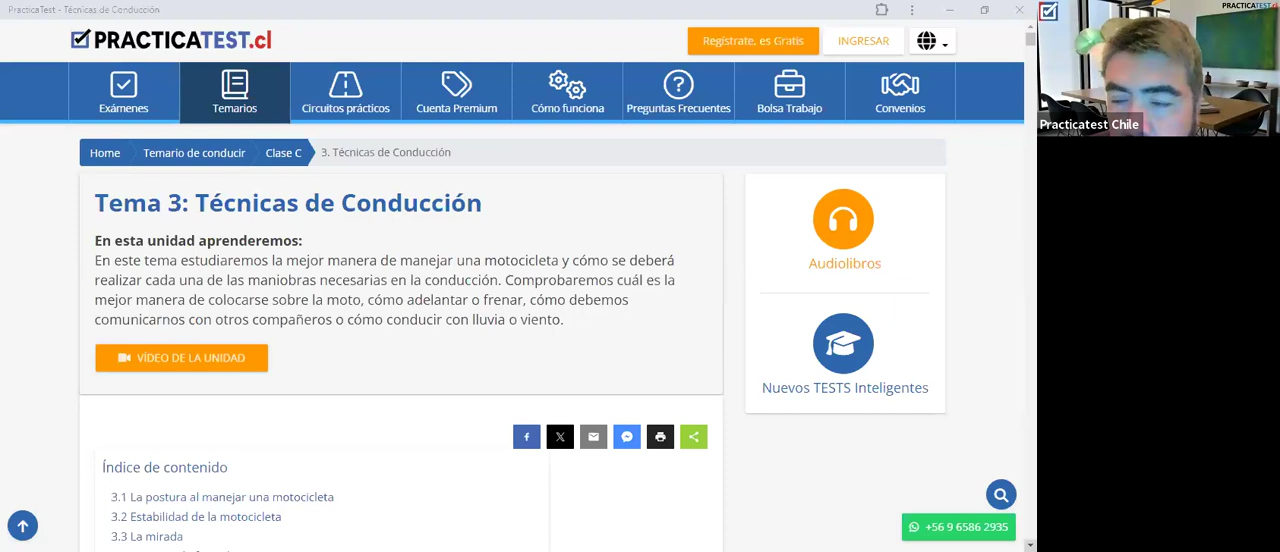 PracticaTest - Técnicas de Conducción
PRACTICATEST.cl
Regístrate, es Gratis
INGRESAR
Exámenes
Temarios
Circuitos prácticos
Cuenta Premium
Cómo funciona
Preguntas Frecuentes
Bolsa Trabajo
Convenios
Home
Temario de conducir
Clase C
3. Técnicas de Conducción
Tema 3: Técnicas de Conducción
En esta unidad aprenderemos:
En este tema estudiaremos la mejor manera de manejar una motocicleta y cómo se deberá
realizar cada una de las maniobras necesarias en la conducción. Comprobaremos cuál es la
mejor manera de colocarse sobre la moto, cómo adelantar o frenar, cómo debemos
comunicarnos con otros compañeros o cómo conducir con lluvia o viento.
VÍDEO DE LA UNIDAD
Audiolibros
Nuevos TESTS Inteligentes
Índice de contenido
3.1 La postura al manejar una motocicleta
3.2 Estabilidad de la motocicleta
3.3 La mirada
+56 9 6586 2935
PRACTICATEST.cl
Practicatest Chile